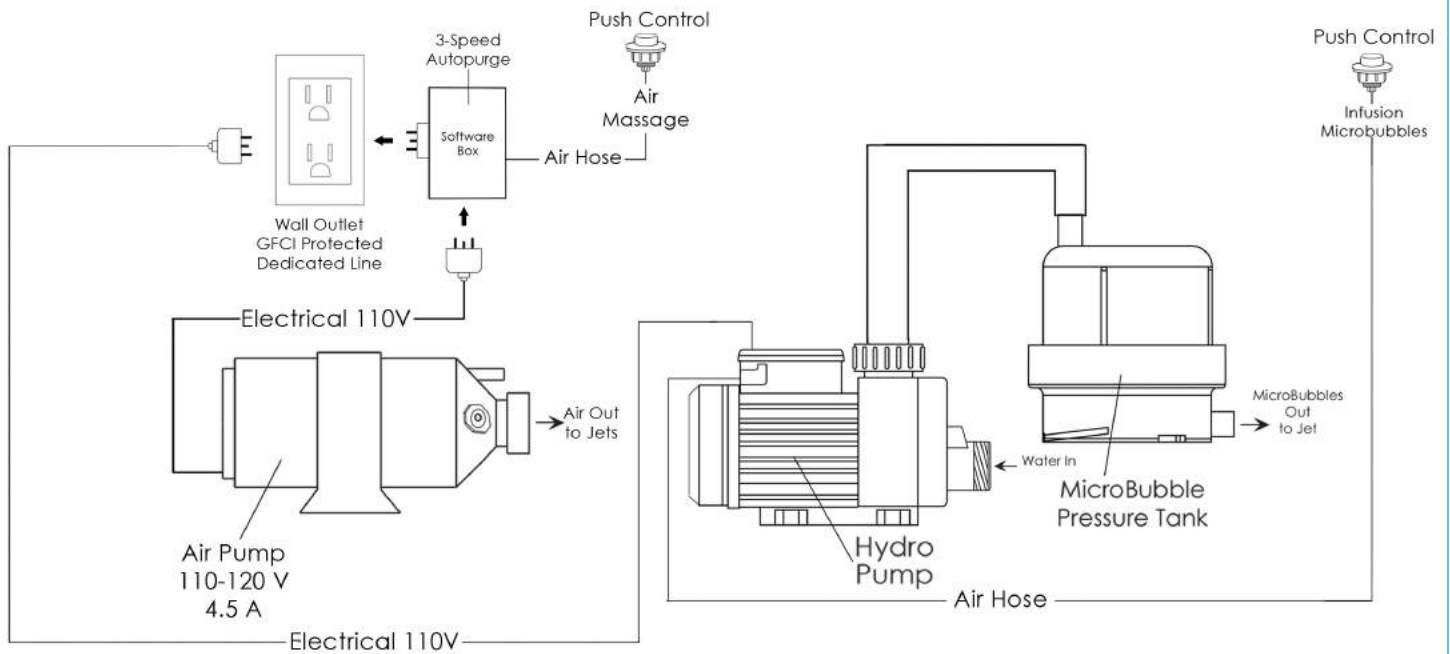 Push Control
Air
Massage
3-Speed
Autopurge
Software
Box
Air Hose
Wall Outlet
GFCI Protected
Dedicated Line
Electrical 110V
Air Out
to Jets
Air Pump
110-120 V
4.5 A
Electrical 110V
Push Control
Infusion
Microbubbles
MicroBubbles
Out
to Jet
Water In
MicroBubble
Pressure Tank
Hydro
Pump
Air Hose